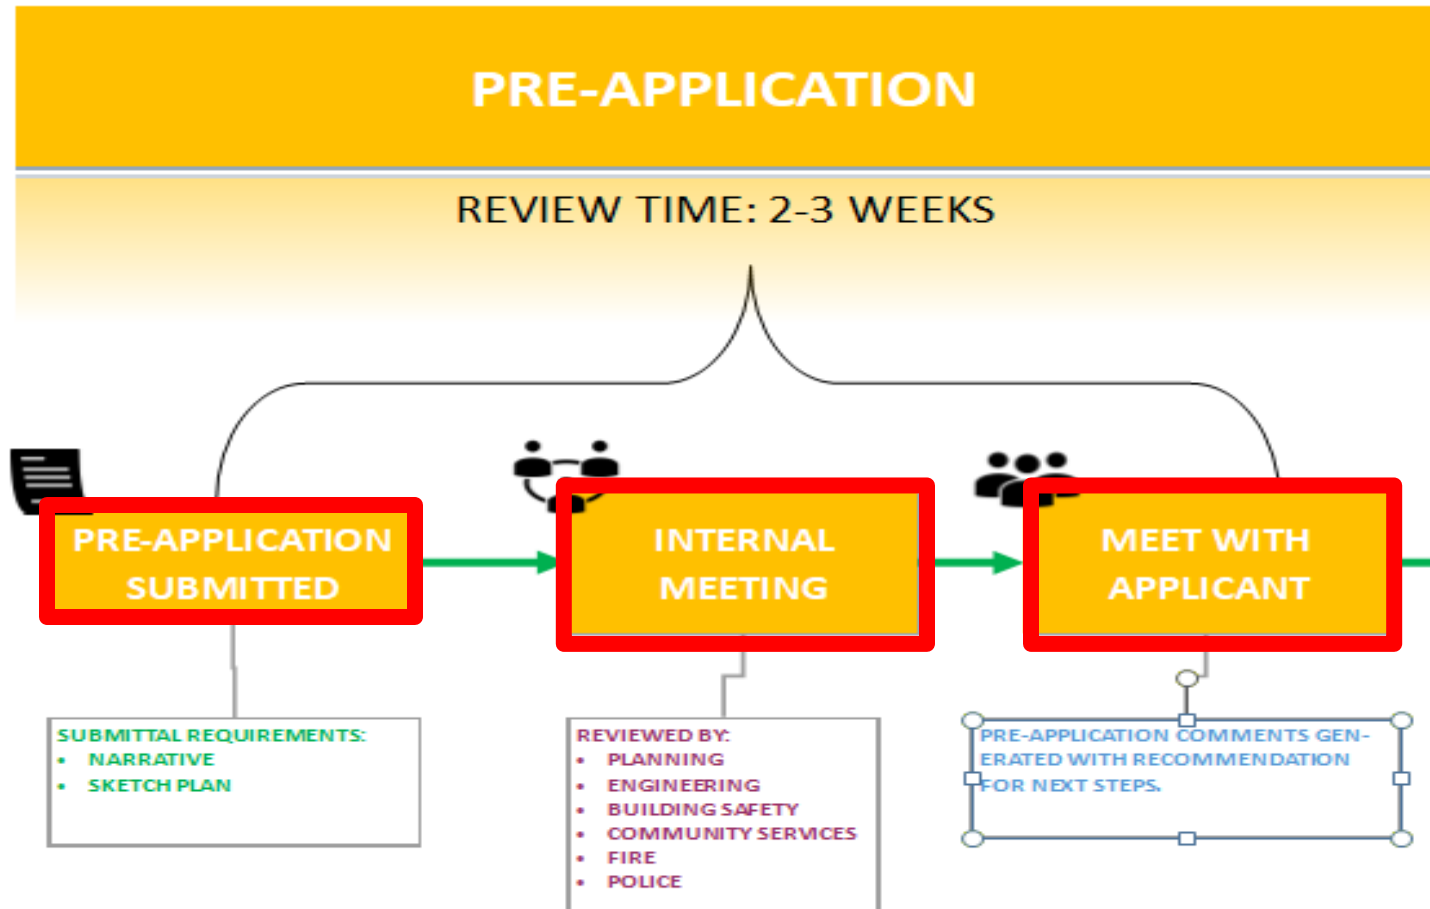 PRE-APPLICATION
REVIEW TIME: 2-3 WEEKS
PRE-APPLICATION
SUBMITTED
INTERNAL
MEETING
MEET WITH
APPLICANT
SUBMITTAL REQUIREMENTS:
• NARRATIVE
• SKETCH PLAN
REVIEWED BY:
• PLANNING
• ENGINEERING
• BUILDING SAFETY
• COMMUNITY SERVICES
• FIRE
• POLICE
PRE-APPLICATION COMMENTS GEN-
ERATED WITH RECOMMENDATION
FOR NEXT STEPS.